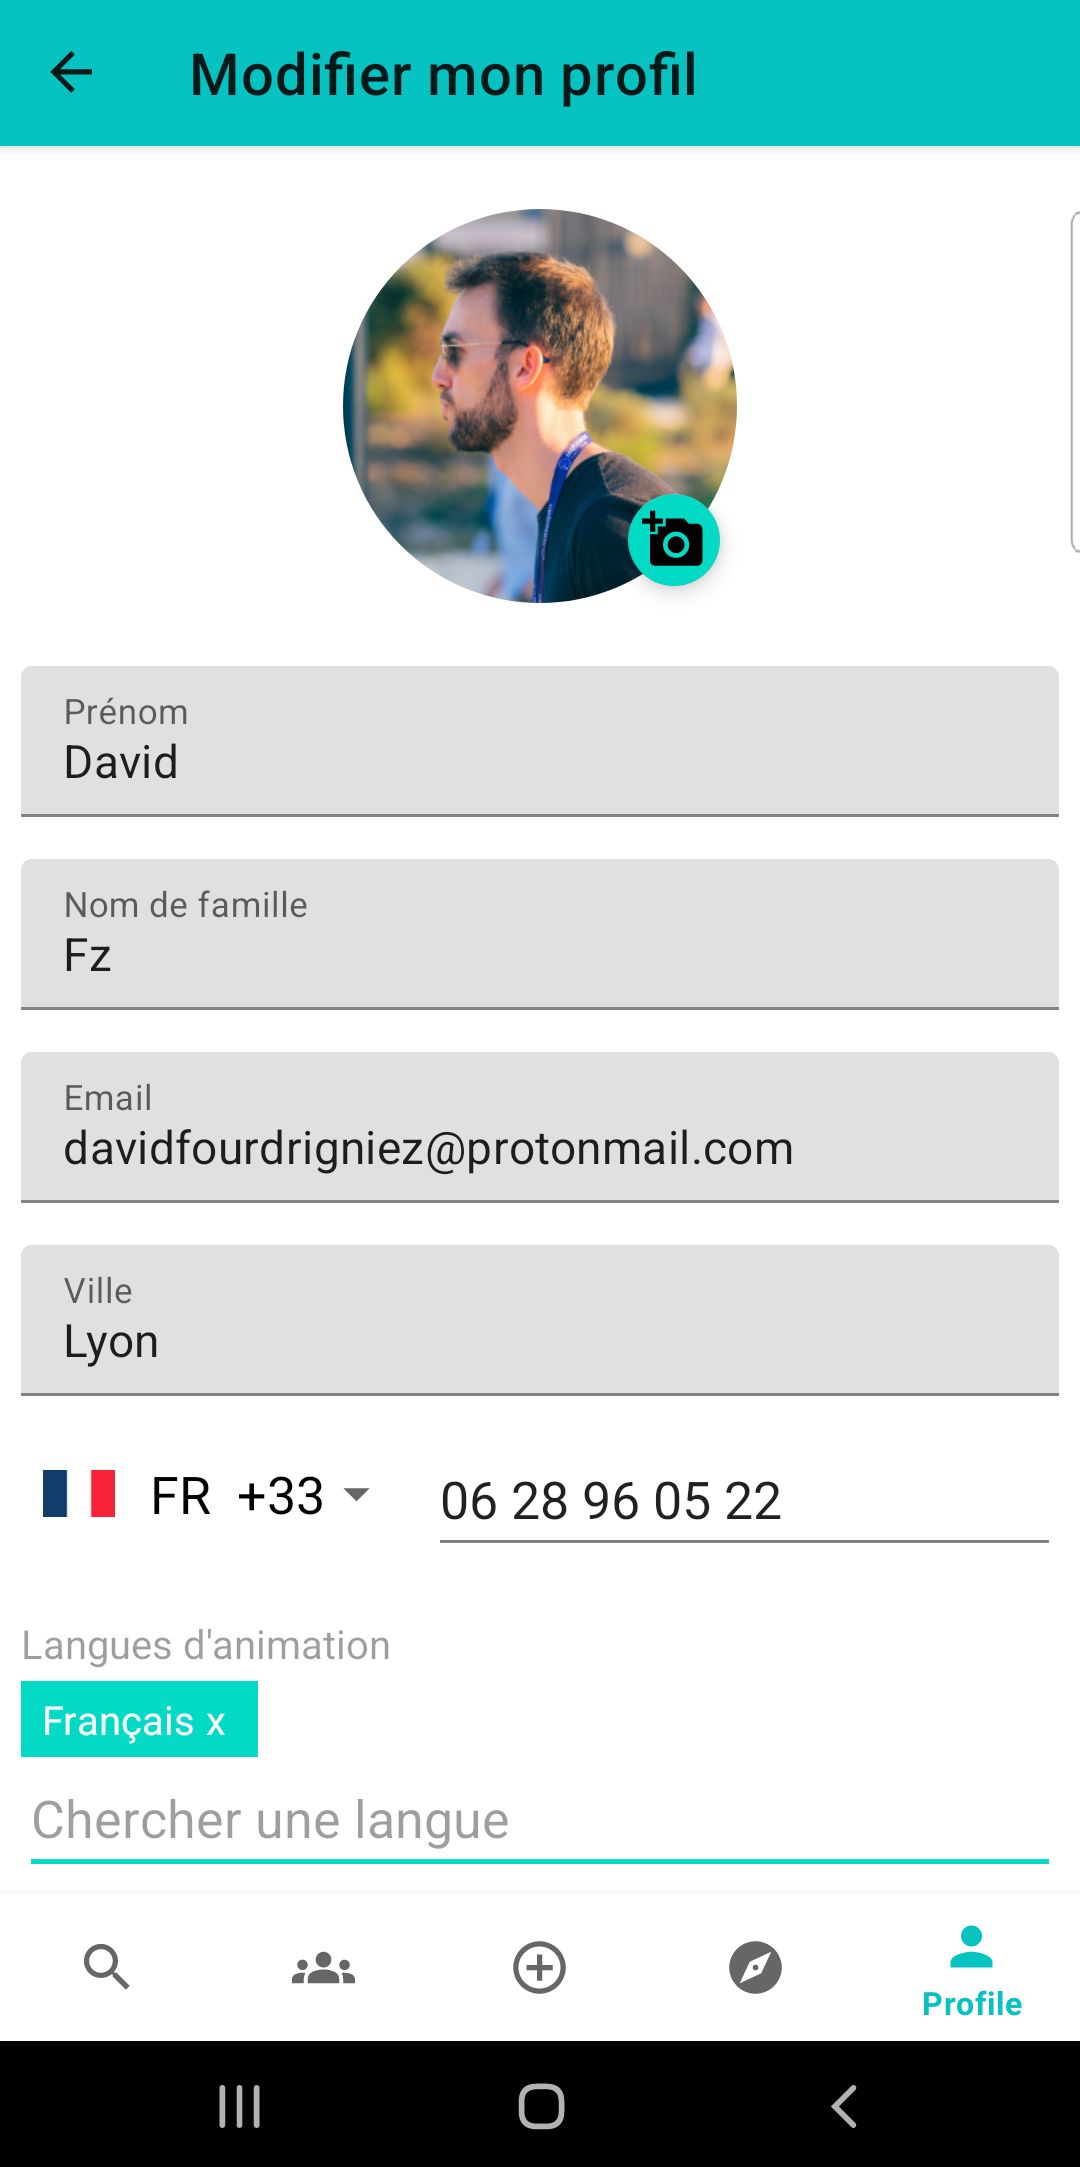 Modifier mon profil
Prénom
David
Nom de famille
Fz
Email
davidfourdrigniez@protonmail.com
Ville
Lyon
FR +33
06 28 96 05 22
Langues d'animation
Français x
Chercher une langue
Profile